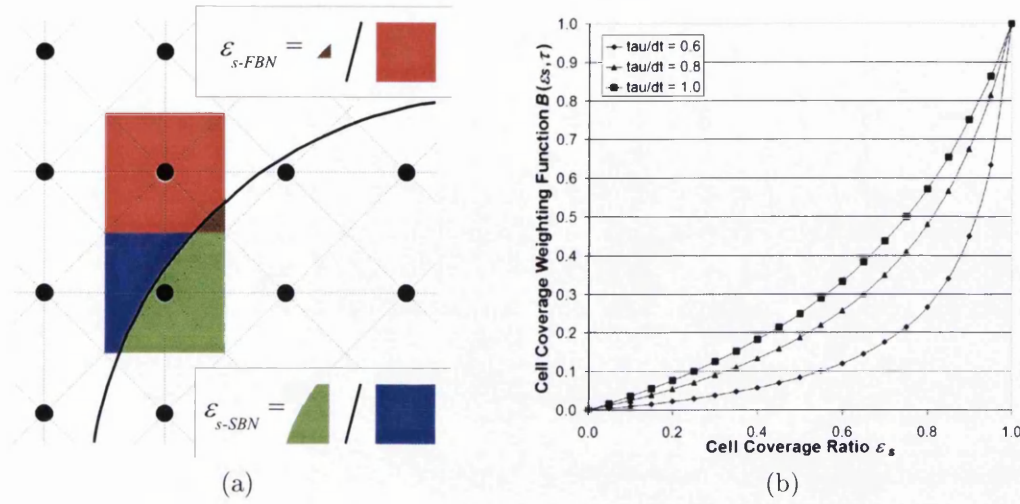 ε s-FBN = /
ε s-SBN = /
(a)
Cell Coverage Weighting Function B(εs,τ)
1.0
0.9
0.8
0.7
0.6
0.5
0.4
0.3
0.2
0.1
0.0
tau/dt = 0.6
tau/dt = 0.8
tau/dt = 1.0
0.0 0.2 0.4 0.6 0.8 1.0
Cell Coverage Ratio εs
(b)